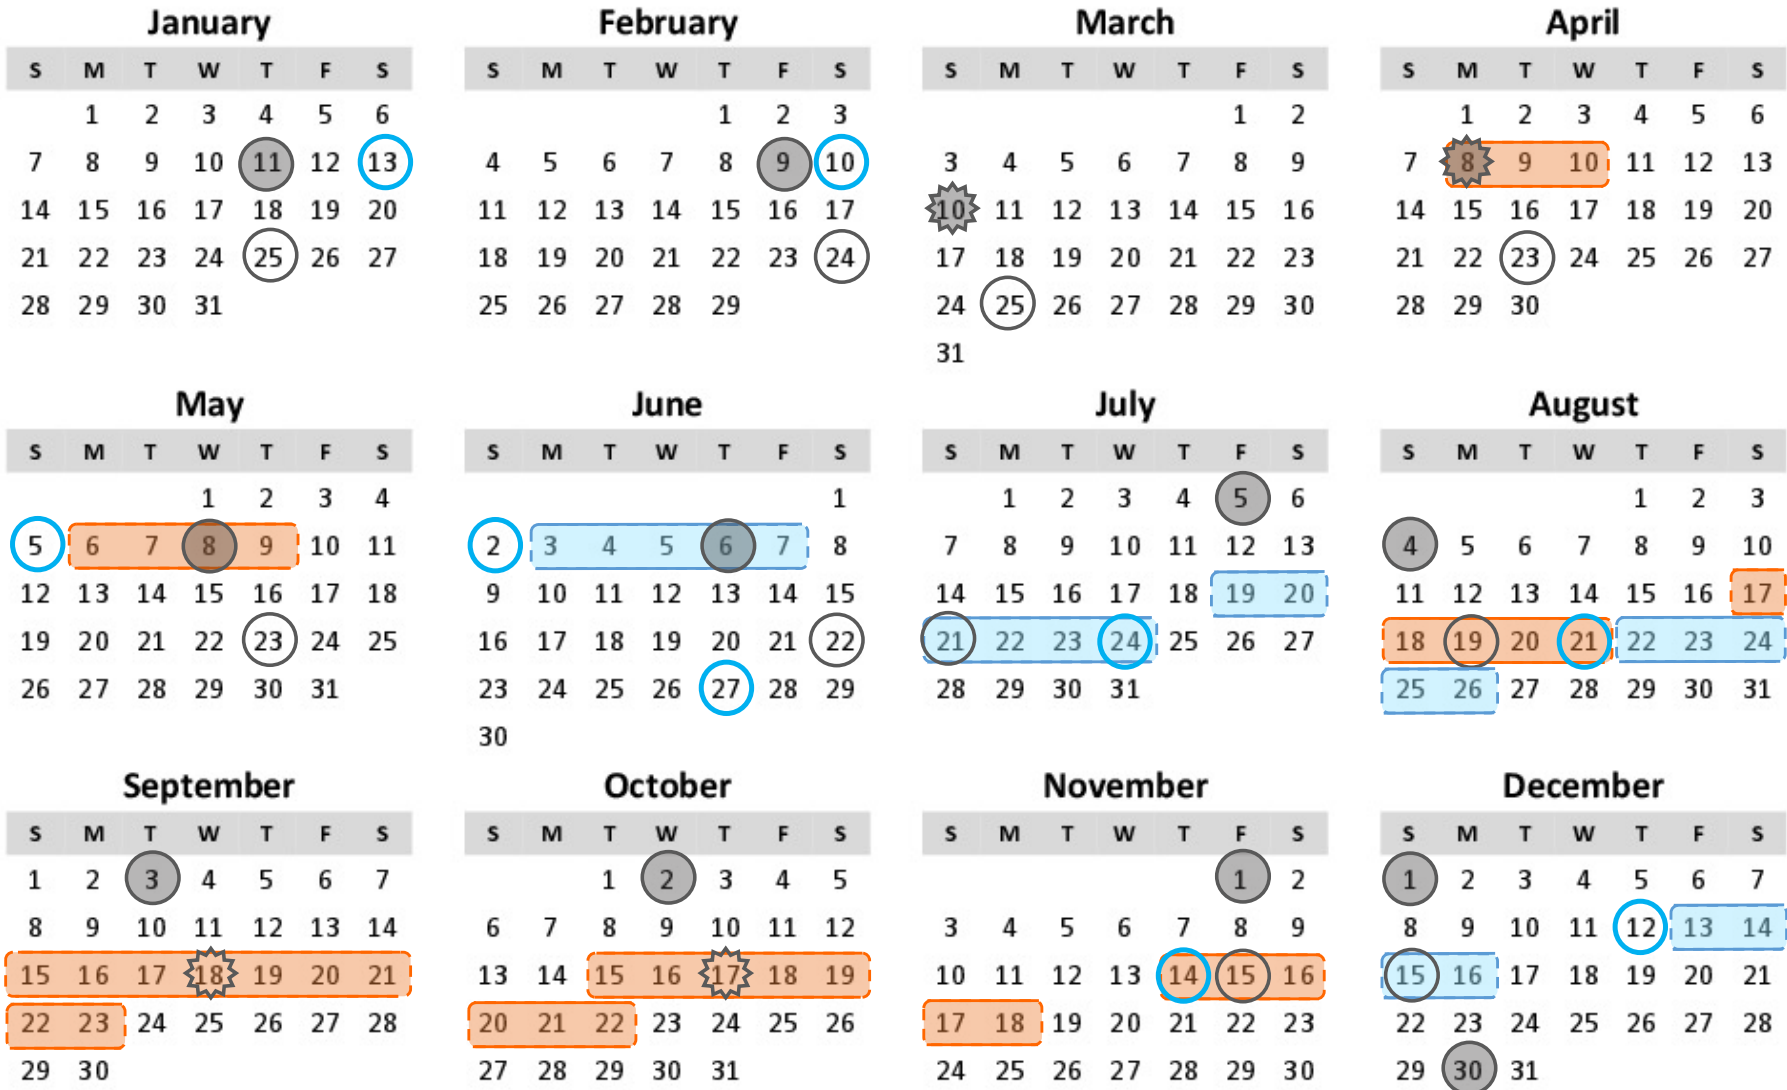 January February March April
S M T W T F S S M T W T F S S M T W T F S S M T W T F S
1 2 3 4 5 6 1 2 3 1 2 1 2 3 4 5 6
7 8 9 10 11 12 13 4 5 6 7 8 9 10 3 4 5 6 7 8 9 7 8 9 10 11 12 13
14 15 16 17 18 19 20 11 12 13 14 15 16 17 10 11 12 13 14 15 16 14 15 16 17 18 19 20
21 22 23 24 25 26 27 18 19 20 21 22 23 24 17 18 19 20 21 22 23 21 22 23 24 25 26 27
28 29 30 31 25 26 27 28 29 24 25 26 27 28 29 30 28 29 30
31
May June July August
S M T W T F S S M T W T F S S M T W T F S S M T W T F S
1 2 3 4 1 1 2 3 4 5 6 1 2 3
5 6 7 8 9 10 11 2 3 4 5 6 7 8 7 8 9 10 11 12 13 4 5 6 7 8 9 10
12 13 14 15 16 17 18 9 10 11 12 13 14 15 14 15 16 17 18 19 20 11 12 13 14 15 16 17
19 20 21 22 23 24 25 16 17 18 19 20 21 22 21 22 23 24 25 26 27 18 19 20 21 22 23 24
26 27 28 29 30 31 23 24 25 26 27 28 29 28 29 30 31 25 26 27 28 29 30 31
30
September October November December
S M T W T F S S M T W T F S S M T W T F S S M T W T F S
1 2 3 4 5 6 7 1 2 3 4 5 1 2 1 2 3 4 5 6 7
8 9 10 11 12 13 14 6 7 8 9 10 11 12 3 4 5 6 7 8 9 8 9 10 11 12 13 14
15 16 17 18 19 20 21 13 14 15 16 17 18 19 10 11 12 13 14 15 16 15 16 17 18 19 20 21
22 23 24 25 26 27 28 20 21 22 23 24 25 26 17 18 19 20 21 22 23 22 23 24 25 26 27 28
29 30 27 28 29 30 31 24 25 26 27 28 29 30 29 30 31